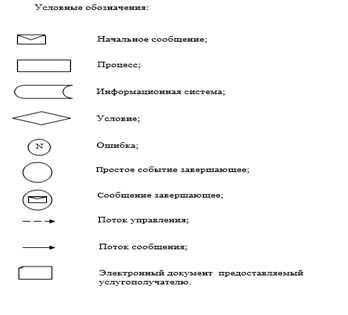 Условные обозначения:
Начальное сообщение;
Процесс;
Информационная система;
Условие;
N
Ошибка;
Простое событие завершающее;
Сообщение завершающее;
Поток управления;
Поток сообщения;
Электронный документ предоставляемый
услугополучателю.